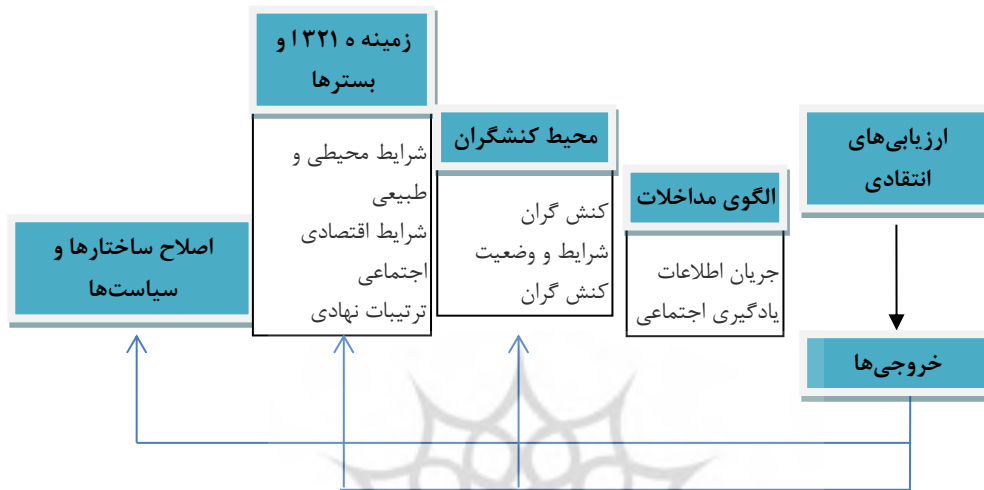 ارزیابی‌های
انتقادی
خروجی‌ها
الگوی مداخلات
جریان اطلاعات
یادگیری اجتماعی
محیط کنشگران
کنش گران
شرایط و وضعیت
کنش گران
زمینه ه ۱۳۲۱ و
بسترها
شرایط محیطی و
طبیعی
شرایط اقتصادی
اجتماعی
ترتیبات نهادی
اصلاح ساختارها و
سیاست‌ها